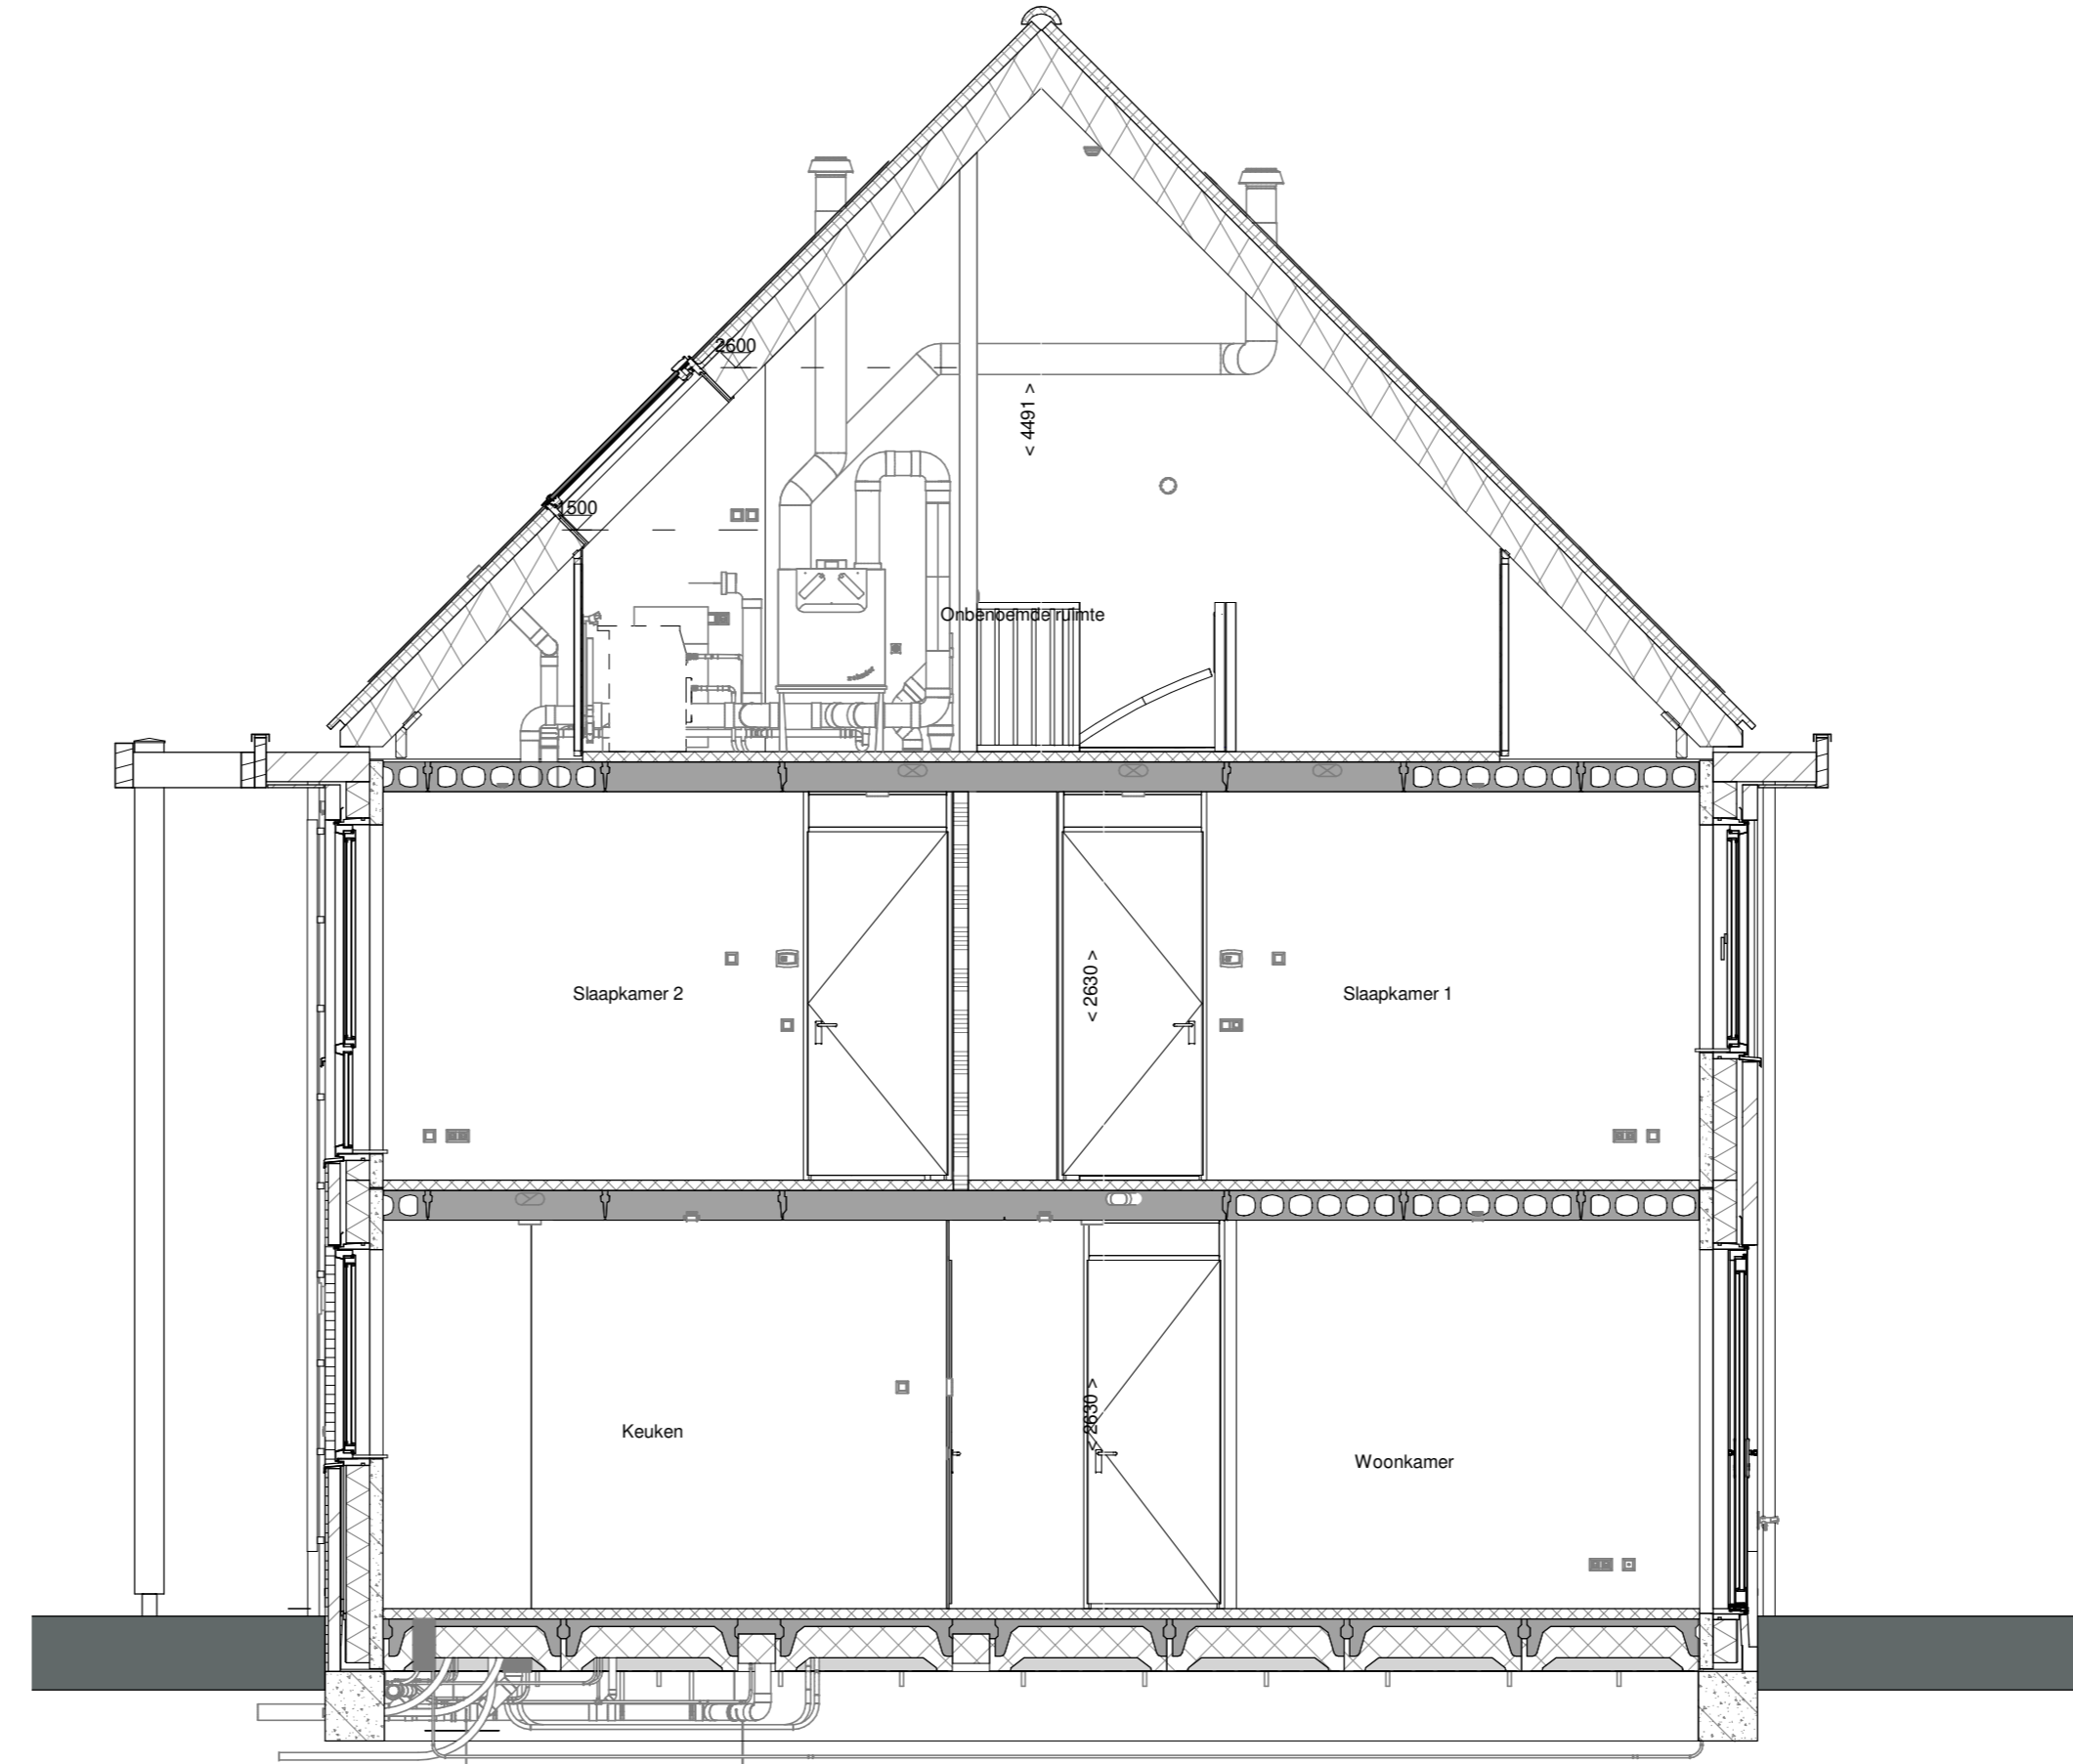 2600
< 4491 >
1500
Onbenoemde ruimte
Slaapkamer 2
< 2630 >
Slaapkamer 1
< 2630 >
Keuken
Woonkamer